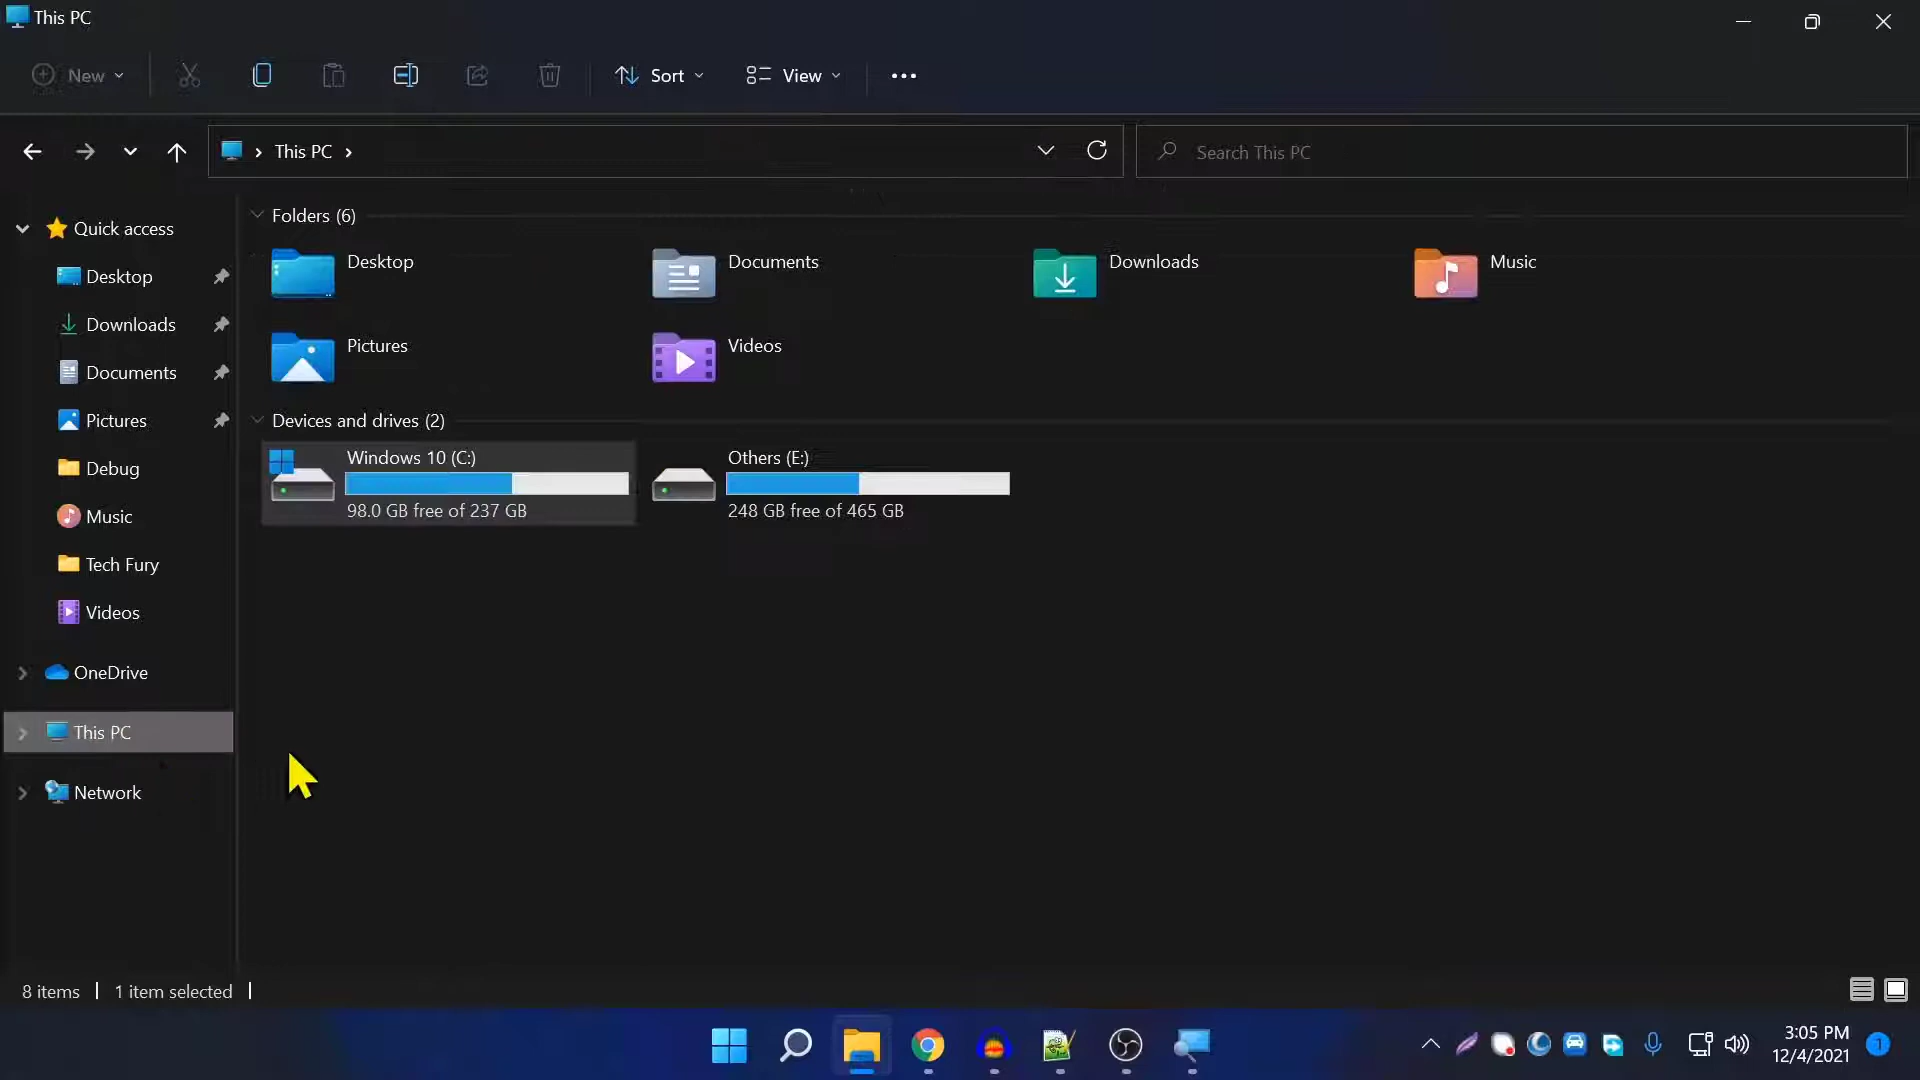 This PC
New
Sort
View
This PC
Search This PC
Quick access
Desktop
Downloads
Documents
Pictures
Debug
Music
Tech Fury
Videos
OneDrive
This PC
Network
Folders (6)
Desktop
Documents
Downloads
Music
Pictures
Videos
Devices and drives (2)
Windows 10 (C:)
98.0 GB free of 237 GB
Others (E:)
248 GB free of 465 GB
8 items
1 item selected
3:05 PM
12/4/2021
1